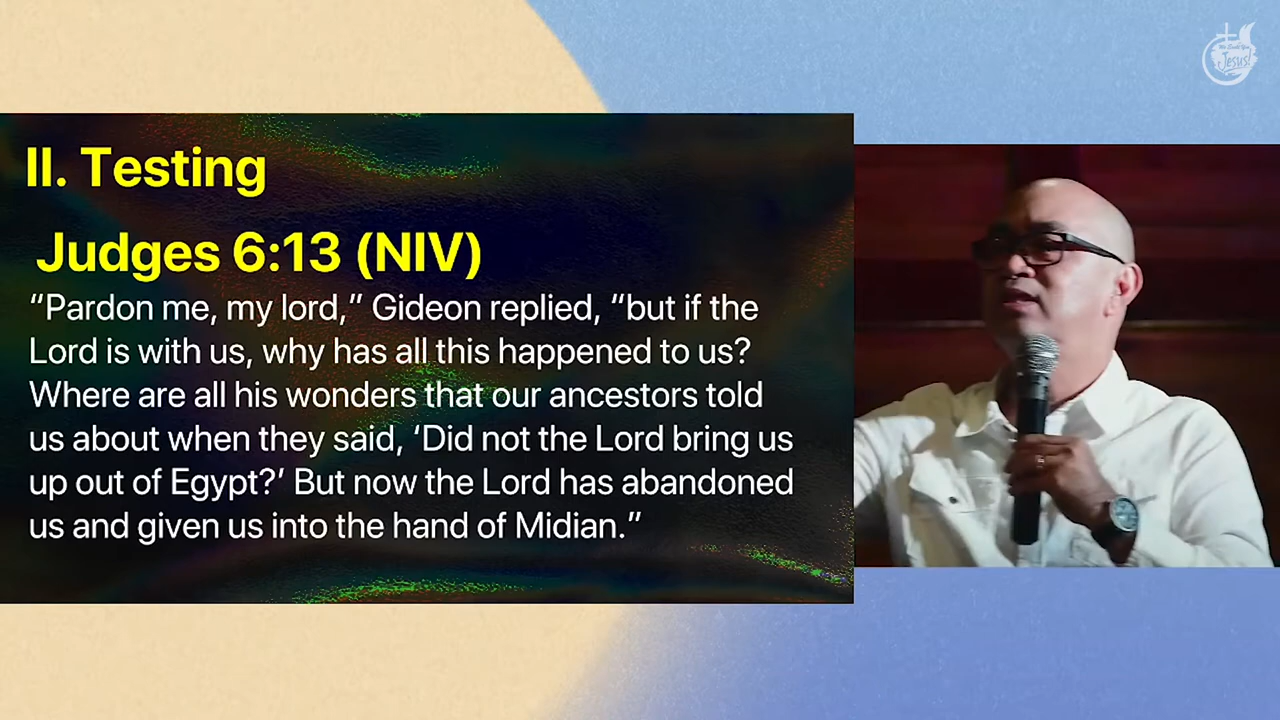 II. Testing
Judges 6:13 (NIV)
“Pardon me, my lord,” Gideon replied, “but if the
Lord is with us, why has all this happened to us?
Where are all his wonders that our ancestors told
us about when they said, ‘Did not the Lord bring us
up out of Egypt?’ But now the Lord has abandoned
us and given us into the hand of Midian.”
Jesus!